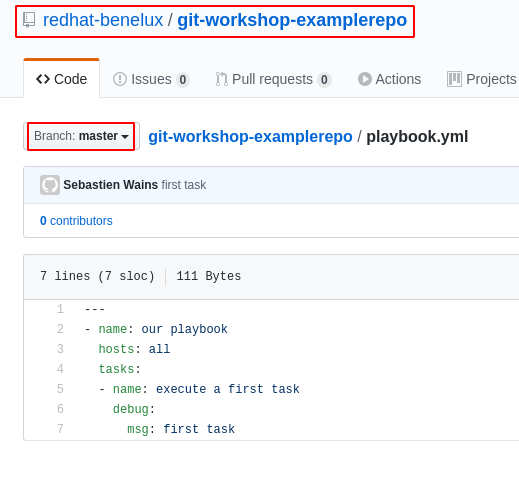 redhat-benelux / git-workshop-examplerepo
Code Issues 0 Pull requests 0 Actions Projects
Branch: master git-workshop-examplerepo / playbook.yml
Sebastien Wains first task
0 contributors
7 lines (7 sloc) 111 Bytes
1 ---
2 - name: our playbook
3 hosts: all
4 tasks:
5 - name: execute a first task
6 debug:
7 msg: first task